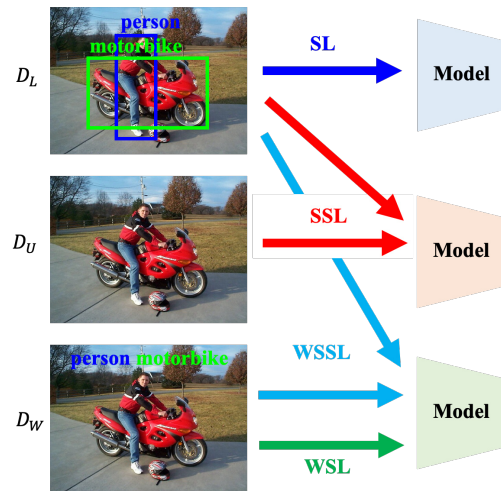 person
motorbike
D_L
SL
Model
D_U
SSL
Model
person motorbike
D_W
WSSL
WSL
Model